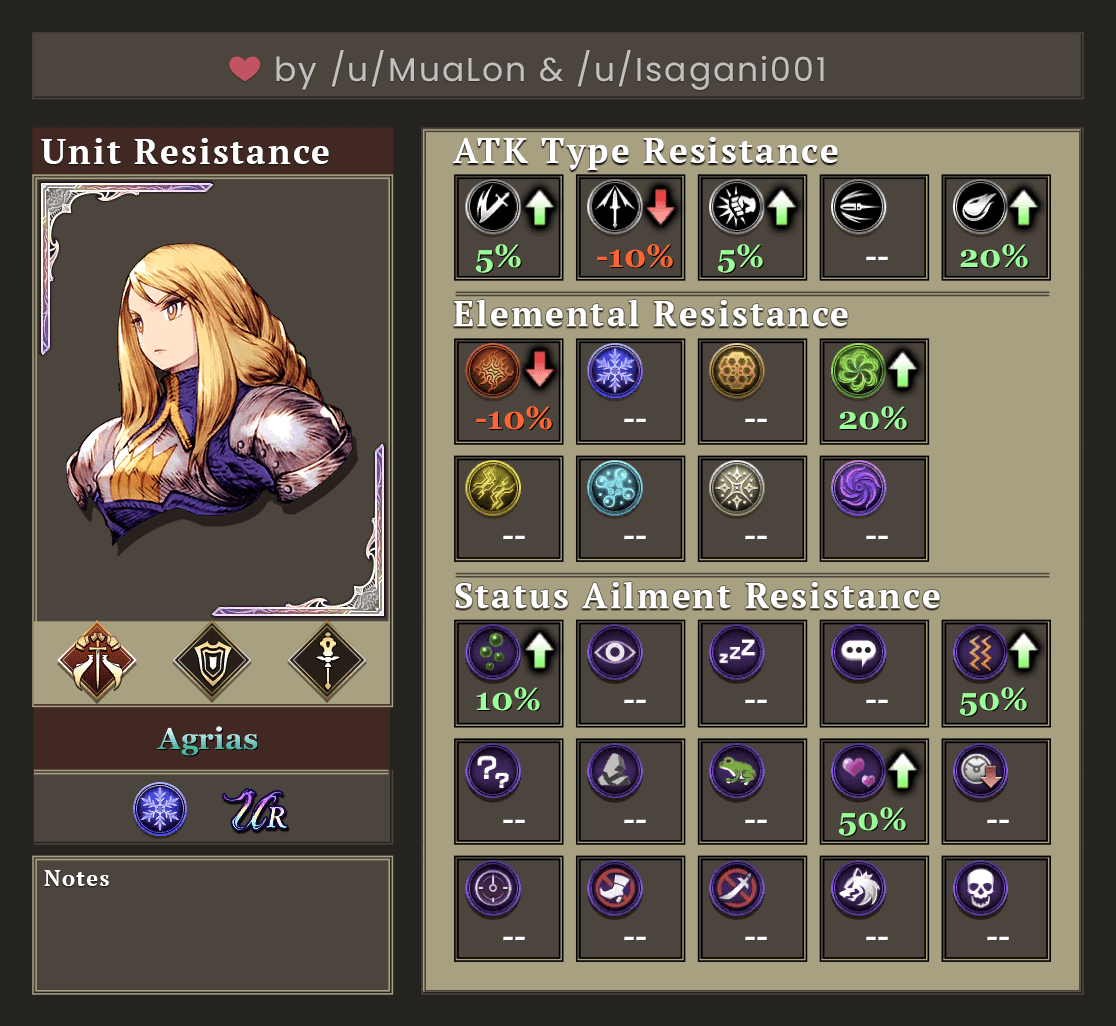 by /u/MuaLon & /u/Isagani001
Unit Resistance
Agrias
UR
Notes
ATK Type Resistance
5% -10% 5% -- 20%
Elemental Resistance
-10% -- -- 20%
-- -- -- --
Status Ailment Resistance
zzZ
10% -- -- -- 50%
??
-- -- -- 50% --
-- -- -- -- --